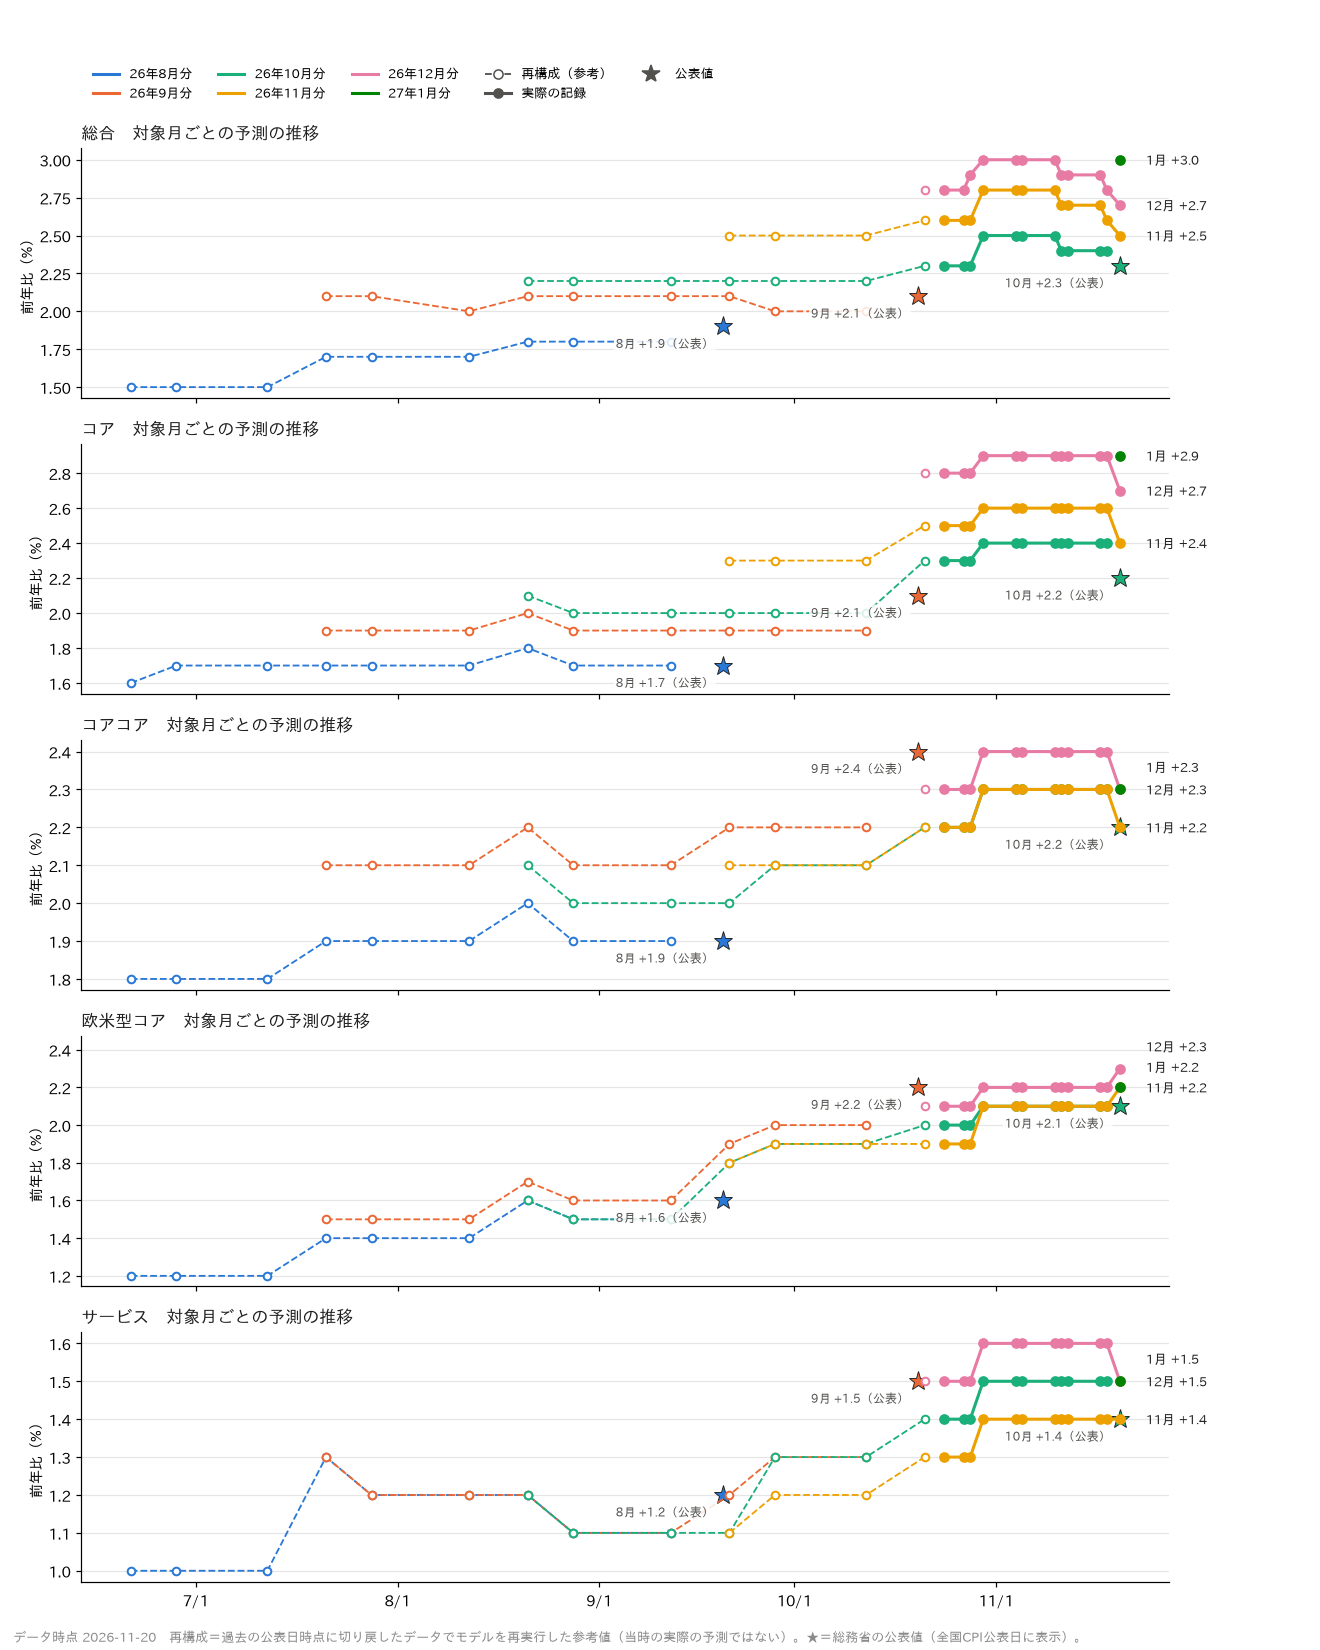 26年8月分 26年10月分 26年12月分 再構成（参考） 公表値
26年9月分 26年11月分 27年1月分 実際の記録
総合　対象月ごとの予測の推移
前年比（%）
3.00
2.75
2.50
2.25
2.00
1.75
1.50
1月 +3.0
12月 +2.7
11月 +2.5
10月 +2.3（公表）
9月 +2.1（公表）
8月 +1.9（公表）
コア　対象月ごとの予測の推移
前年比（%）
2.8
2.6
2.4
2.2
2.0
1.8
1.6
1月 +2.9
12月 +2.7
11月 +2.4
10月 +2.2（公表）
9月 +2.1（公表）
8月 +1.7（公表）
コアコア　対象月ごとの予測の推移
前年比（%）
2.4
2.3
2.2
2.1
2.0
1.9
1.8
9月 +2.4（公表）
1月 +2.3
12月 +2.3
11月 +2.2
10月 +2.2（公表）
8月 +1.9（公表）
欧米型コア　対象月ごとの予測の推移
前年比（%）
2.4
2.2
2.0
1.8
1.6
1.4
1.2
12月 +2.3
1月 +2.2
11月 +2.2
9月 +2.2（公表）
10月 +2.1（公表）
8月 +1.6（公表）
サービス　対象月ごとの予測の推移
前年比（%）
1.6
1.5
1.4
1.3
1.2
1.1
1.0
1月 +1.5
12月 +1.5
9月 +1.5（公表）
11月 +1.4
10月 +1.4（公表）
8月 +1.2（公表）
7/1 8/1 9/1 10/1 11/1
データ時点 2026-11-20　再構成＝過去の公表日時点に切り戻したデータでモデルを再実行した参考値（当時の実際の予測ではない）。★＝総務省の公表値（全国CPI公表日に表示）。